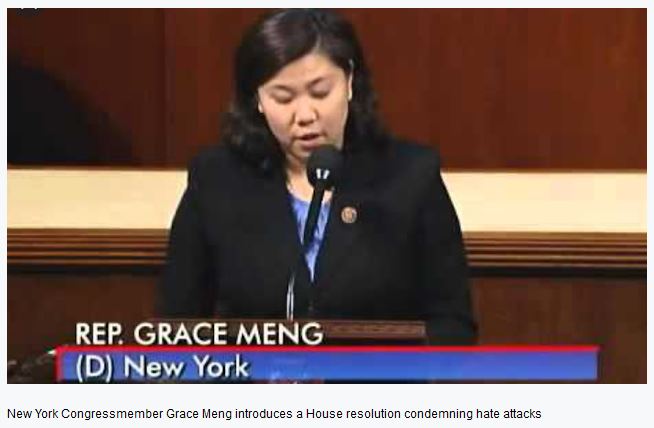 REP. GRACE MENG
(D) New York
New York Congressmember Grace Meng introduces a House resolution condemning hate attacks